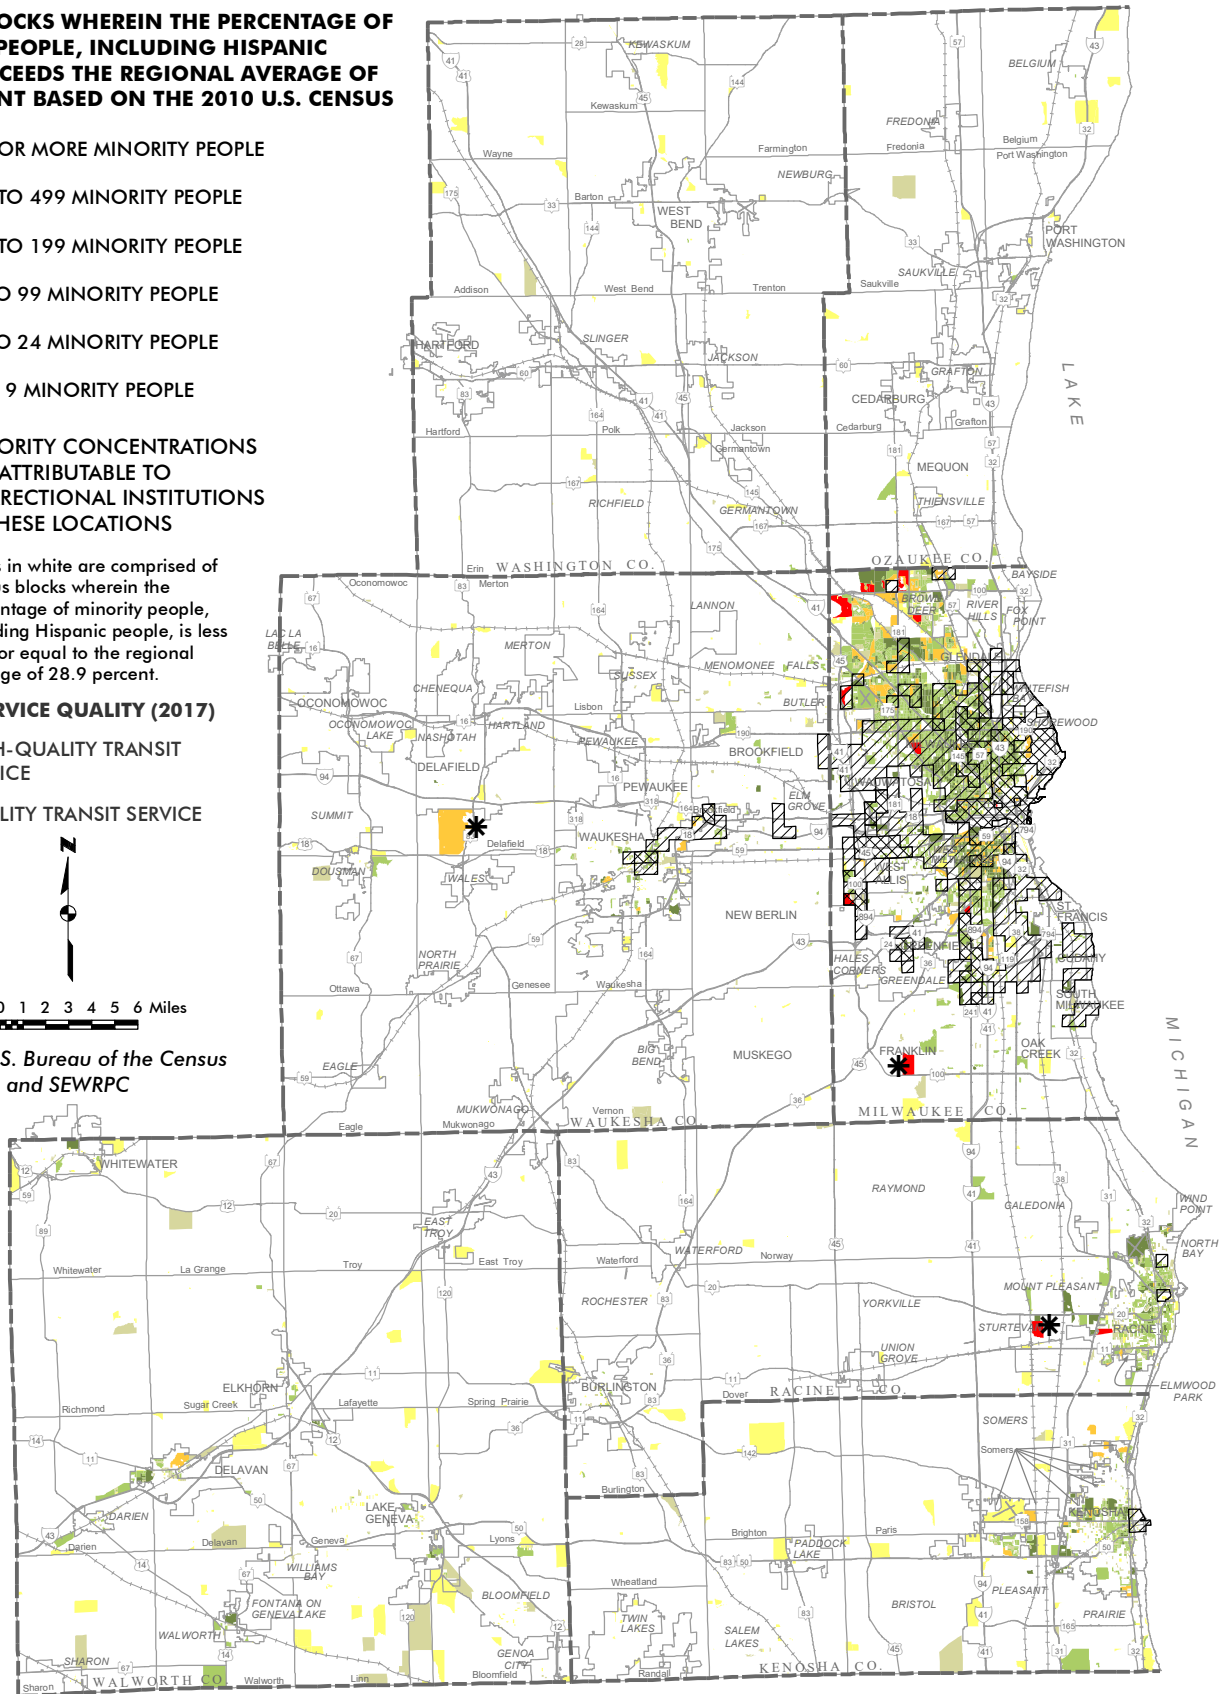 OCKS WHEREIN THE PERCENTAGE OF
PEOPLE, INCLUDING HISPANIC
CEEDS THE REGIONAL AVERAGE OF
NT BASED ON THE 2010 U.S. CENSUS
OR MORE MINORITY PEOPLE
TO 499 MINORITY PEOPLE
TO 199 MINORITY PEOPLE
O 99 MINORITY PEOPLE
O 24 MINORITY PEOPLE
9 MINORITY PEOPLE
ORITY CONCENTRATIONS
ATTRIBUTABLE TO
RECTIONAL INSTITUTIONS
HESE LOCATIONS
s in white are comprised of
us blocks wherein the
entage of minority people,
ding Hispanic people, is less
or equal to the regional
ge of 28.9 percent.
RVICE QUALITY (2017)
H-QUALITY TRANSIT
ICE
LITY TRANSIT SERVICE
N
0 1 2 3 4 5 6 Miles
S. Bureau of the Census
and SEWRPC
KEWASKUM
Kewaskum
Wayne
Farmington
NEWBURG
Barton
WEST
BEND
Addison
West Bend
Trenton
BELGIUM
FREDONIA
Fredonia
Belgium
Port Washington
PORT
WASHINGTON
SAUKVILLE
Saukville
HARTFORD
SLINGER
JACKSON
Hartford
Polk
Jackson
Germantown
RICHFIELD
GERMANTOWN
Erin
WASHINGTON CO.
GRAFTON
CEDARBURG
Cedarburg
Grafton
MEQUON
THIENSVILLE
OZAUKEE CO.
LAKE
MICHIGAN
Oconomowoc
Merton
LAC LA
BELLE
LANNON
MERTON
MENOMONEE FALLS
SUSSEX
CHENEQUA
BUTLER
OCONOMOWOC
OCONOMOWOC
LAKE
NASHOTAH
HARTLAND
Lisbon
PEWAUKEE
BROOKFIELD
DELAFIELD
PEWAUKEE
ELM
GROVE
Brookfield
SUMMIT
WAUKESHA
Delafield
DOUSMAN
WALES
NEW BERLIN
NORTH
PRAIRIE
Ottawa
Genesee
Waukesha
EAGLE
BIG
BEND
MUSKEGO
MUKWONAGO
Vernon
Eagle
Mukwonago
WAUKESHA CO.
BAYSIDE
BROWN
DEER
RIVER
HILLS
FOX
POINT
GLENDALE
WHITEFISH
SHOREWOOD
WAUWATOSA
WEST
ALLIS
ST.
FRANCIS
GREENFIELD
CUDAHY
HALES
CORNERS
GREENDALE
SOUTH
MILWAUKEE
FRANKLIN
OAK
CREEK
MILWAUKEE CO.
WHITEWATER
EAST
TROY
Whitewater
La Grange
Troy
East Troy
ELKHORN
Richmond
Sugar Creek
Lafayette
Spring Prairie
DELAVAN
LAKE
GENEVA
DARIEN
Darien
Delavan
Geneva
Lyons
WILLIAMS
BAY
FONTANA ON
GENEVA LAKE
BLOOMFIELD
WALWORTH
SHARON
GENOA
CITY
Sharon
WALWORTH CO.
Walworth
Linn
Bloomfield
RAYMOND
CALEDONIA
WIND
POINT
NORTH
BAY
WATERFORD
Waterford
Norway
ROCHESTER
MOUNT PLEASANT
YORKVILLE
STURTEVA
RACINE
UNION
GROVE
BURLINGTON
Dover
RACINE CO.
ELMWOOD
PARK
SOMERS
Somers
Burlington
KENOSHA
Brighton
Paris
PADDOCK
LAKE
Wheatland
PLEASANT
PRAIRIE
BRISTOL
TWIN
LAKES
SALEM
LAKES
Randall
KENOSHA CO.